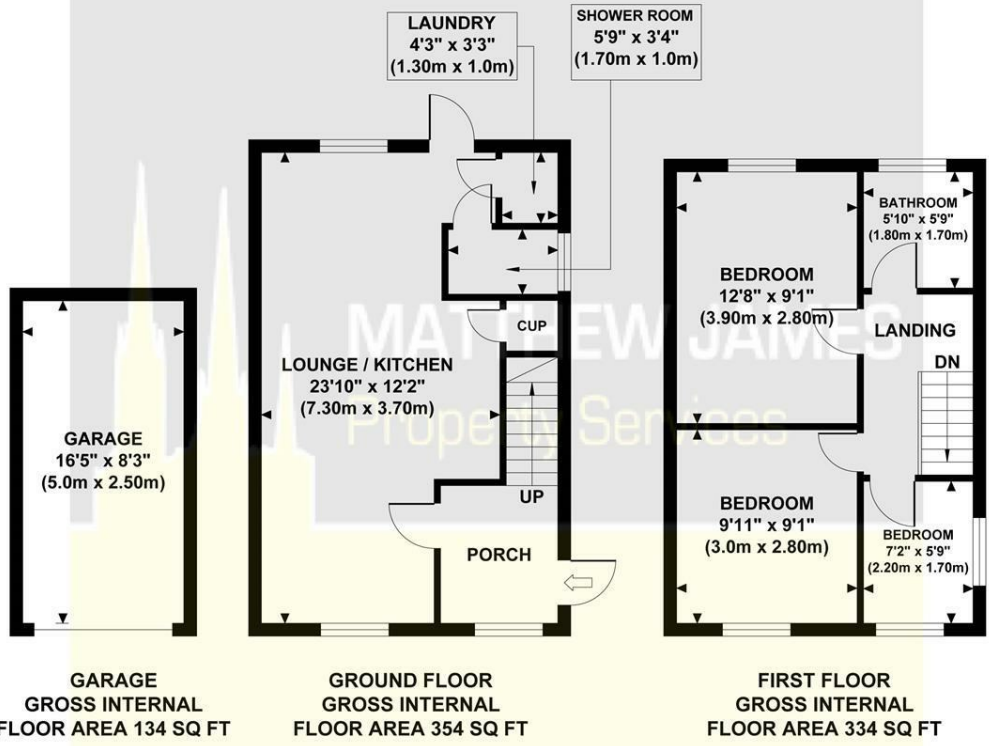 LAUNDRY
4'3" x 3'3"
(1.30m x 1.0m)
SHOWER ROOM
5'9" x 3'4"
(1.70m x 1.0m)
BATHROOM
5'10" x 5'9"
(1.80m x 1.70m)
BEDROOM
12'8" x 9'1"
(3.90m x 2.80m)
MATTHEW JAMES
Property Services
CUP
LANDING
DN
LOUNGE / KITCHEN
23'10" x 12'2"
(7.30m x 3.70m)
GARAGE
16'5" x 8'3"
(5.0m x 2.50m)
UP
BEDROOM
9'11" x 9'1"
(3.0m x 2.80m)
BEDROOM
7'2" x 5'9"
(2.20m x 1.70m)
PORCH
GARAGE
GROSS INTERNAL
FLOOR AREA 134 SQ FT
GROUND FLOOR
GROSS INTERNAL
FLOOR AREA 354 SQ FT
FIRST FLOOR
GROSS INTERNAL
FLOOR AREA 334 SQ FT